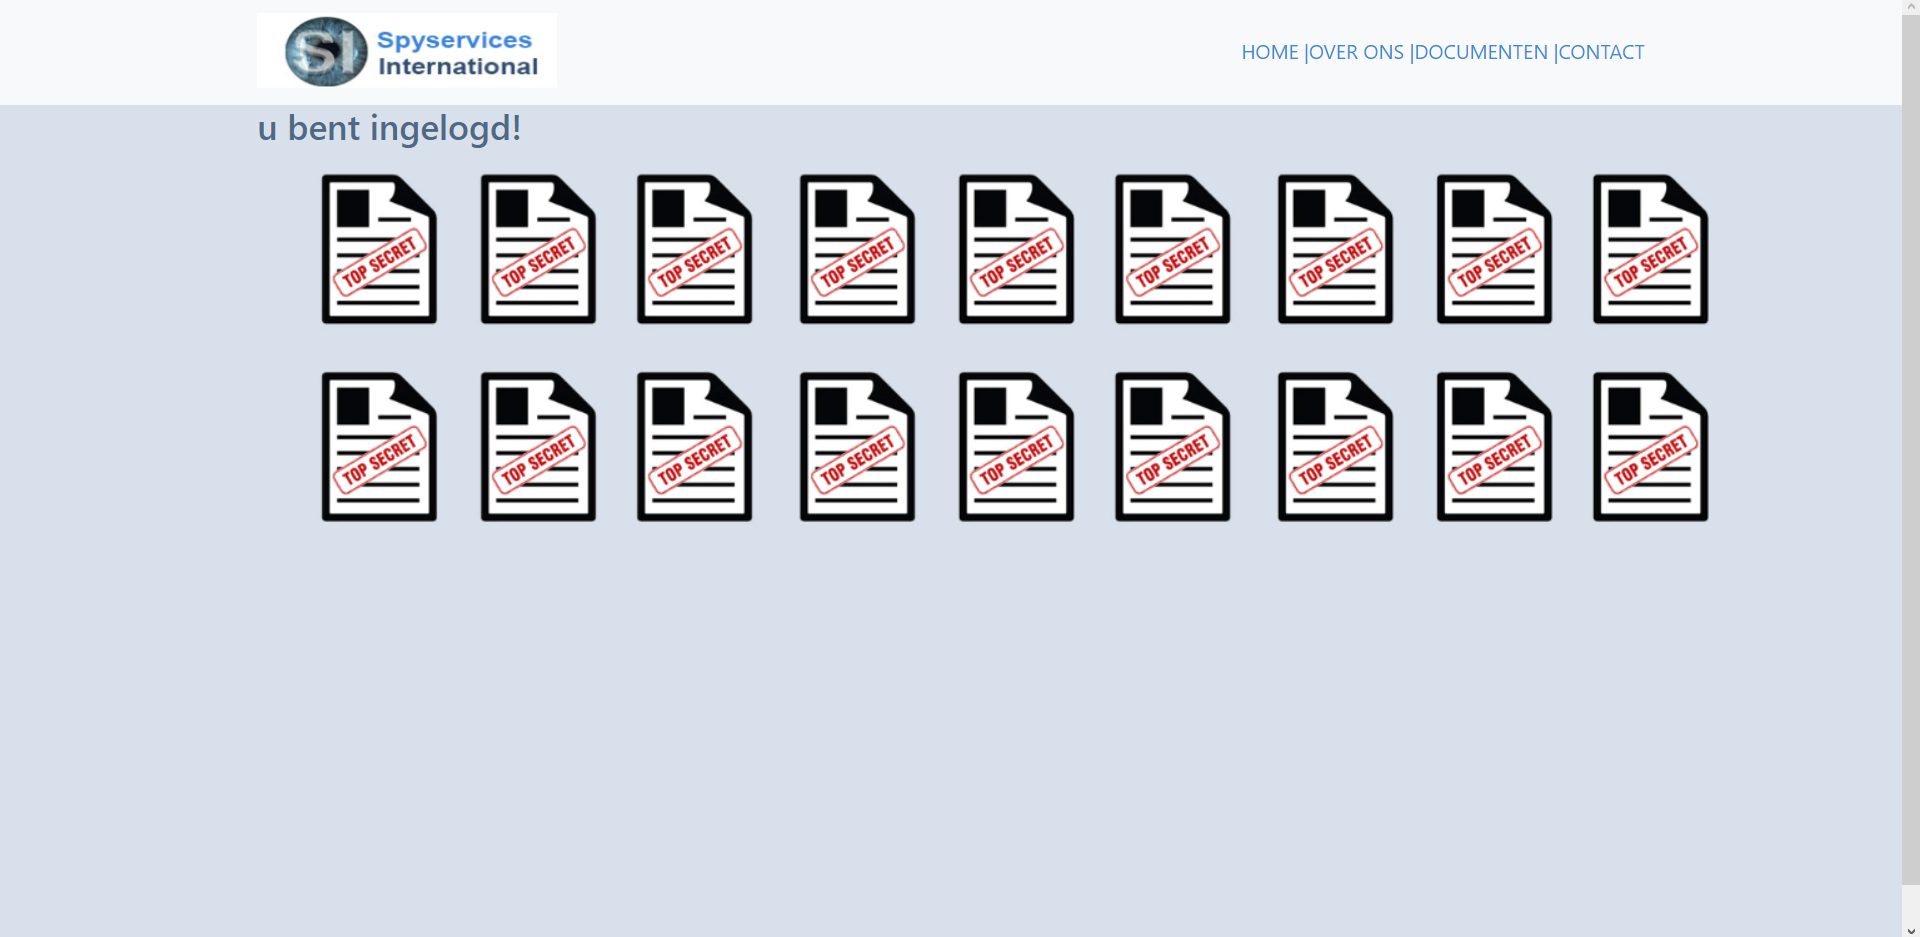 SI Spyservices
International
HOME |OVER ONS |DOCUMENTEN |CONTACT
u bent ingelogd!
TOP SECRET TOP SECRET TOP SECRET TOP SECRET TOP SECRET TOP SECRET TOP SECRET TOP SECRET TOP SECRET
TOP SECRET TOP SECRET TOP SECRET TOP SECRET TOP SECRET TOP SECRET TOP SECRET TOP SECRET TOP SECRET